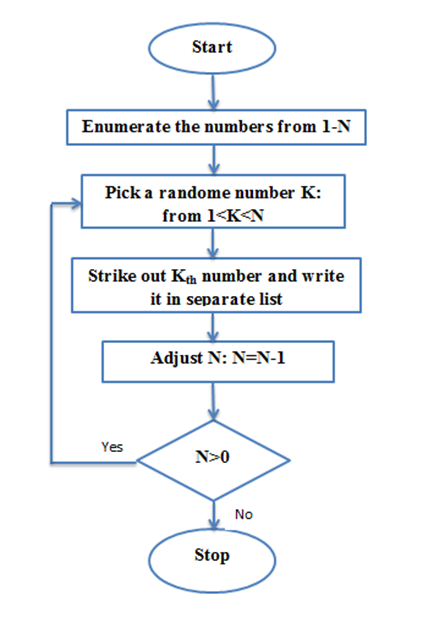 Start
Enumerate the numbers from 1-N
Pick a randome number K:
from 1<K<N
Strike out Kth number and write
it in separate list
Adjust N: N=N-1
Yes
N>0
No
Stop